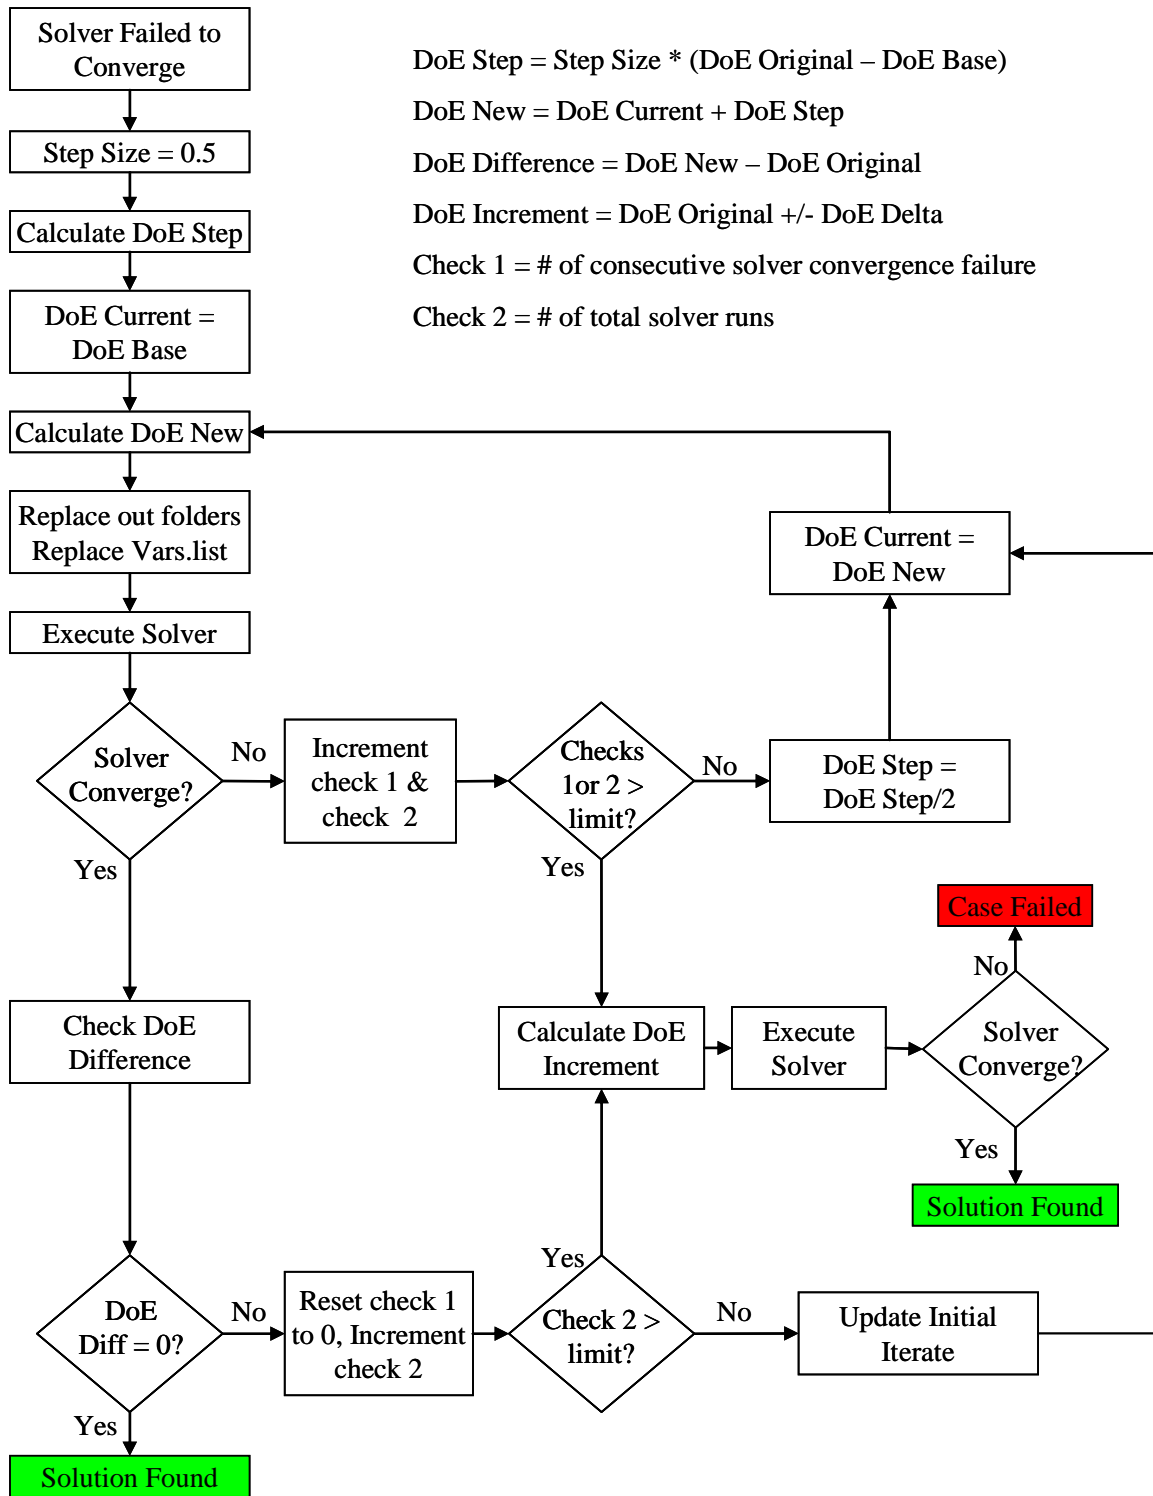 Solver Failed to
Converge
DoE Step = Step Size * (DoE Original – DoE Base)
DoE New = DoE Current + DoE Step
Step Size = 0.5
DoE Difference = DoE New – DoE Original
DoE Increment = DoE Original +/- DoE Delta
Calculate DoE Step
Check 1 = # of consecutive solver convergence failure
DoE Current =
DoE Base
Check 2 = # of total solver runs
Calculate DoE New
Replace out folders
Replace Vars.list
DoE Current =
DoE New
Execute Solver
Solver
Converge?
No
Increment
check 1 &
check 2
Checks
1or 2 >
limit?
No
DoE Step =
DoE Step/2
Yes
Yes
Case Failed
No
Check DoE
Difference
Calculate DoE
Increment
Execute
Solver
Solver
Converge?
Yes
Solution Found
Yes
DoE
Diff = 0?
No
Reset check 1
to 0, Increment
check 2
Check 2 >
limit?
No
Update Initial
Iterate
Yes
Solution Found